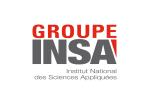 GROUPE
INSA
Institut National
des Sciences Appliquées